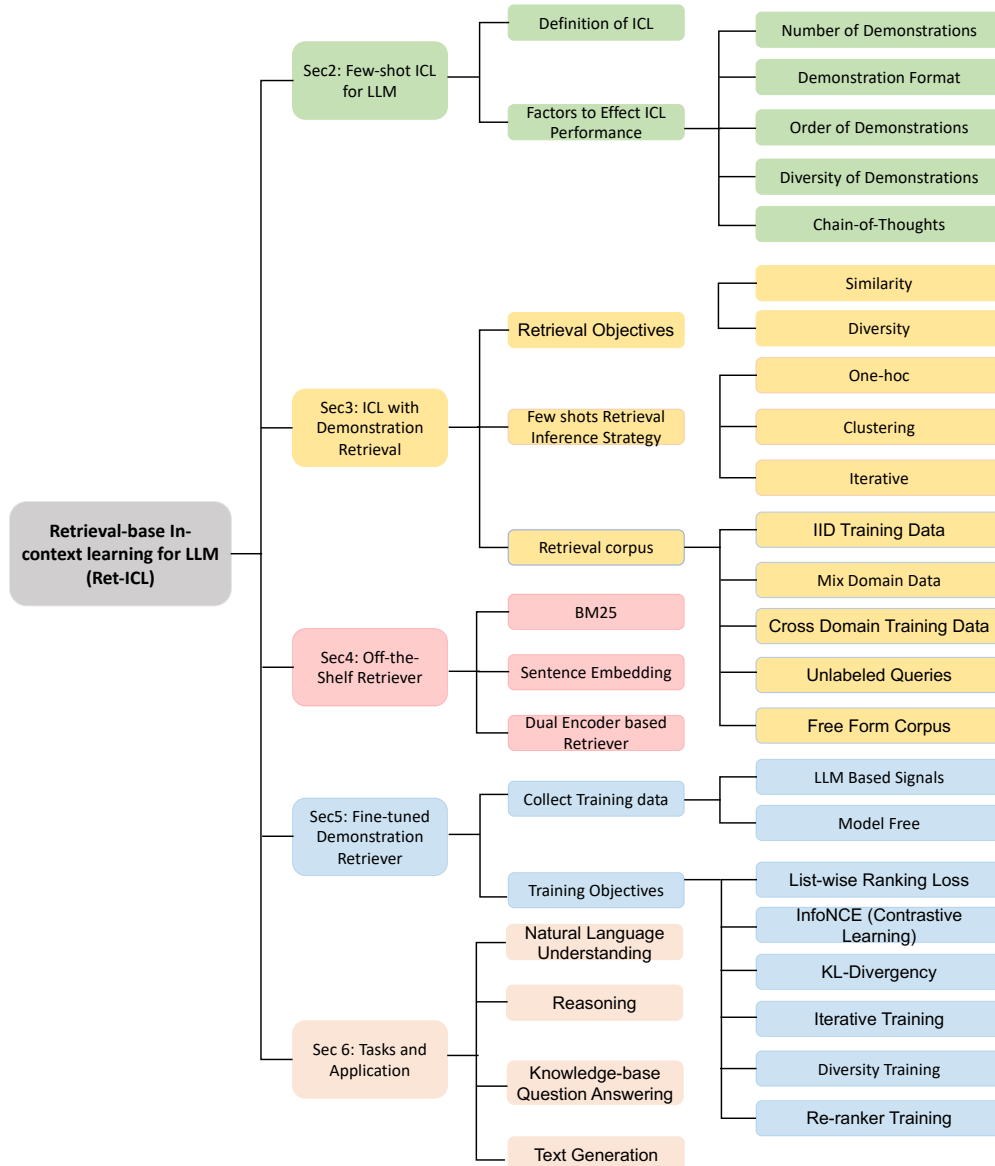 Retrieval-base In-
context learning for LLM
(Ret-ICL)
Sec2: Few-shot ICL
for LLM
Definition of ICL
Factors to Effect ICL
Performance
Number of Demonstrations
Demonstration Format
Order of Demonstrations
Diversity of Demonstrations
Chain-of-Thoughts
Sec3: ICL with
Demonstration
Retrieval
Retrieval Objectives
Similarity
Diversity
Few shots Retrieval
Inference Strategy
One-hoc
Clustering
Iterative
Retrieval corpus
IID Training Data
Mix Domain Data
Cross Domain Training Data
Unlabeled Queries
Free Form Corpus
Sec4: Off-the-
Shelf Retriever
BM25
Sentence Embedding
Dual Encoder based
Retriever
Sec5: Fine-tuned
Demonstration
Retriever
Collect Training data
LLM Based Signals
Model Free
Training Objectives
List-wise Ranking Loss
InfoNCE (Contrastive
Learning)
KL-Divergency
Iterative Training
Diversity Training
Re-ranker Training
Sec 6: Tasks and
Application
Natural Language
Understanding
Reasoning
Knowledge-base
Question Answering
Text Generation